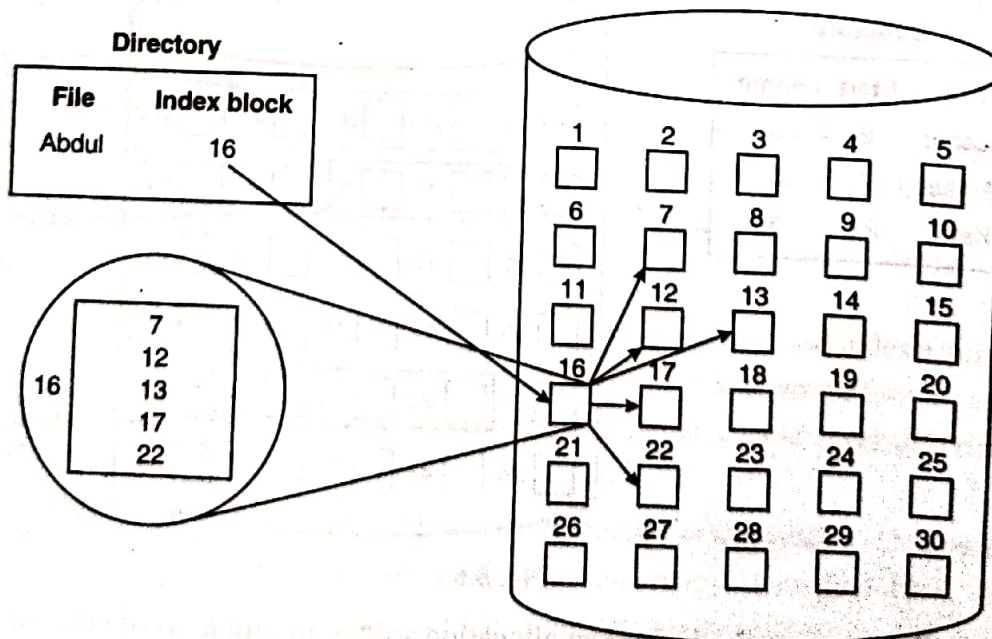 Directory
File Index block
Abdul 16
16
7
12
13
17
22
1 2 3 4 5
6 7 8 9 10
11 12 13 14 15
16 17 18 19 20
21 22 23 24 25
26 27 28 29 30